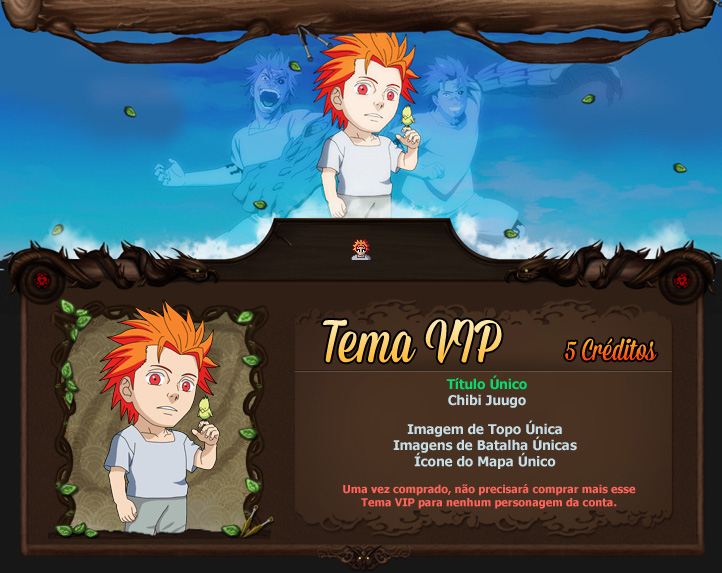 Tema VIP
5 Créditos
Título Único
Chibi Juugo
Imagem de Topo Única
Imagens de Batalha Únicas
Ícone do Mapa Único
Uma vez comprado, não precisará comprar mais esse
Tema VIP para nenhum personagem da conta.